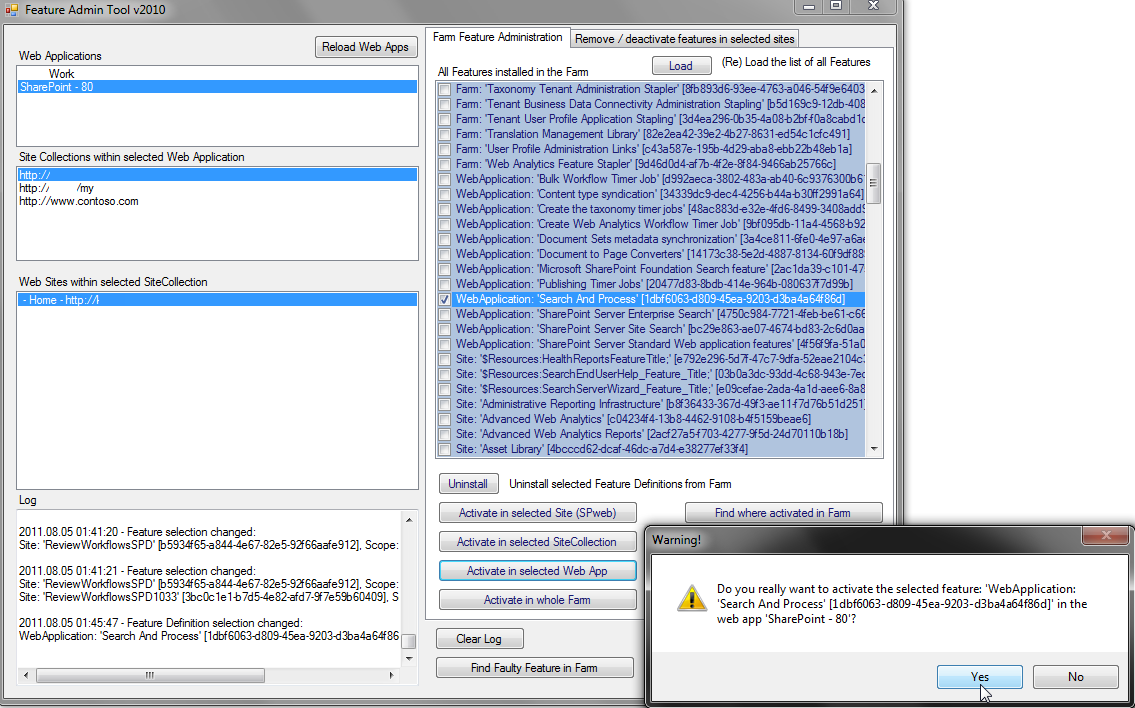 Feature Admin Tool v2010
Reload Web Apps
Web Applications
Work
SharePoint - 80
Site Collections within selected Web Application
http://
http:// /my
http://www.contoso.com
Web Sites within selected SiteCollection
- Home - http://
Log
2011.08.05 01:41:20 - Feature selection changed:
Site: 'ReviewWorkflowsSPD' [b5934f65-a844-4e67-82e5-92f66aafe912], Scope:
2011.08.05 01:41:21 - Feature selection changed:
Site: 'ReviewWorkflowsSPD' [b5934f65-a844-4e67-82e5-92f66aafe912], Scope:
Site: 'ReviewWorkflowsSPD1033' [3bc0c1e1-b7d5-4e82-afd7-9f7e59b60409], S
2011.08.05 01:45:47 - Feature Definition selection changed:
WebApplication: 'Search And Process' [1dbf6063-d809-45ea-9203-d3ba4a64f86
Farm Feature Administration
Remove / deactivate features in selected sites
All Features installed in the Farm
Load
(Re) Load the list of all Features
Farm: 'Taxonomy Tenant Administration Stapler' [8fb893d6-93ee-4763-a046-54f9e6403
Farm: 'Tenant Business Data Connectivity Administration Stapling' [b5d169c9-12db-408
Farm: 'Tenant User Profile Application Stapling' [3d4ea296-0b35-4a08-b2bf-f0a8cabd1c
Farm: 'Translation Management Library' [82e2ea42-39e2-4b27-8631-ed54c1cfc491]
Farm: 'User Profile Administration Links' [c43a587e-195b-4d29-aba8-ebb22b48eb1a]
Farm: 'Web Analytics Feature Stapler' [9d46d0d4-af7b-4f2e-8f84-9466ab25766c]
WebApplication: 'Bulk Workflow Timer Job' [d992aeca-3802-483a-ab40-6c9376300b6
WebApplication: 'Content type syndication' [34339dc9-dec4-4256-b44a-b30ff2991a64]
WebApplication: 'Create the taxonomy timer jobs' [48ac883d-e32e-4fd6-8499-3408add9
WebApplication: 'Create Web Analytics Workflow Timer Job' [9bf095db-11a4-4568-b92
WebApplication: 'Document Sets metadata synchronization' [3a4ce811-6fe0-4e97-a6ae
WebApplication: 'Document to Page Converters' [14173c38-5e2d-4887-8134-60f9df88
WebApplication: 'Microsoft SharePoint Foundation Search feature' [2ac1da39-c101-47
WebApplication: 'Publishing Timer Jobs' [20477d83-8bdb-414e-964b-080637f7d99b]
WebApplication: 'Search And Process' [1dbf6063-d809-45ea-9203-d3ba4a64f86d]
WebApplication: 'SharePoint Server Enterprise Search' [4750c984-7721-4feb-be61-c66
WebApplication: 'SharePoint Server Site Search' [bc29e863-ae07-4674-bd83-2c6d0aa
WebApplication: 'SharePoint Server Standard Web application features' [4f56f9fa-51a0
Site: '$Resources:HealthReportsFeatureTitle;' [e792e296-5d7f-47c7-9dfa-52eae2104c
Site: '$Resources:SearchEndUserHelp_Feature_Title;' [03b0a3dc-93dd-4c68-943e-7ec
Site: '$Resources:SearchServerWizard_Feature_Title;' [e09cefae-2ada-4a1d-aee6-8a8
Site: 'Administrative Reporting Infrastructure' [b8f36433-367d-49f3-ae11-f7d76b51d251
Site: 'Advanced Web Analytics' [c04234f4-13b8-4462-9108-b4f5159beae6]
Site: 'Advanced Web Analytics Reports' [2acf27a5-f703-4277-9f5d-24d70110b18b]
Site: 'Asset Library' [4bcccd62-dcaf-46dc-a7d4-e38277ef33f4]
Uninstall
Uninstall selected Feature Definitions from Farm
Activate in selected Site (SPweb)
Find where activated in Farm
Activate in selected SiteCollection
Activate in selected Web App
Activate in whole Farm
Clear Log
Find Faulty Feature in Farm
Warning!
Do you really want to activate the selected feature: 'WebApplication:
'Search And Process' [1dbf6063-d809-45ea-9203-d3ba4a64f86d]' in the
web app 'SharePoint - 80'?
Yes
No